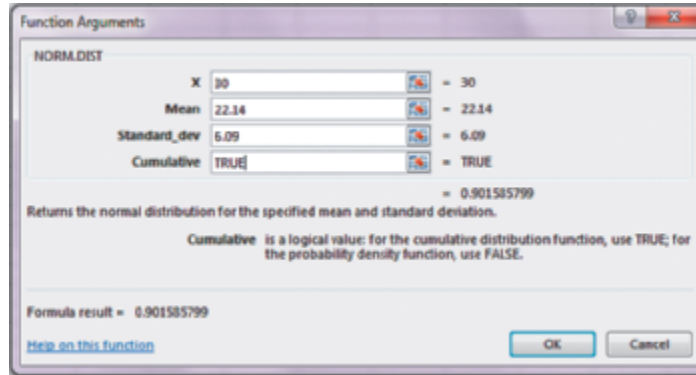 Function Arguments
NORM.DIST
X 30 = 30
Mean 22.14 = 22.14
Standard_dev 6.09 = 6.09
Cumulative TRUE = TRUE
= 0.901585799
Returns the normal distribution for the specified mean and standard deviation.
Cumulative is a logical value: for the cumulative distribution function, use TRUE; for
the probability density function, use FALSE.
Formula result = 0.901585799
Help on this function OK Cancel